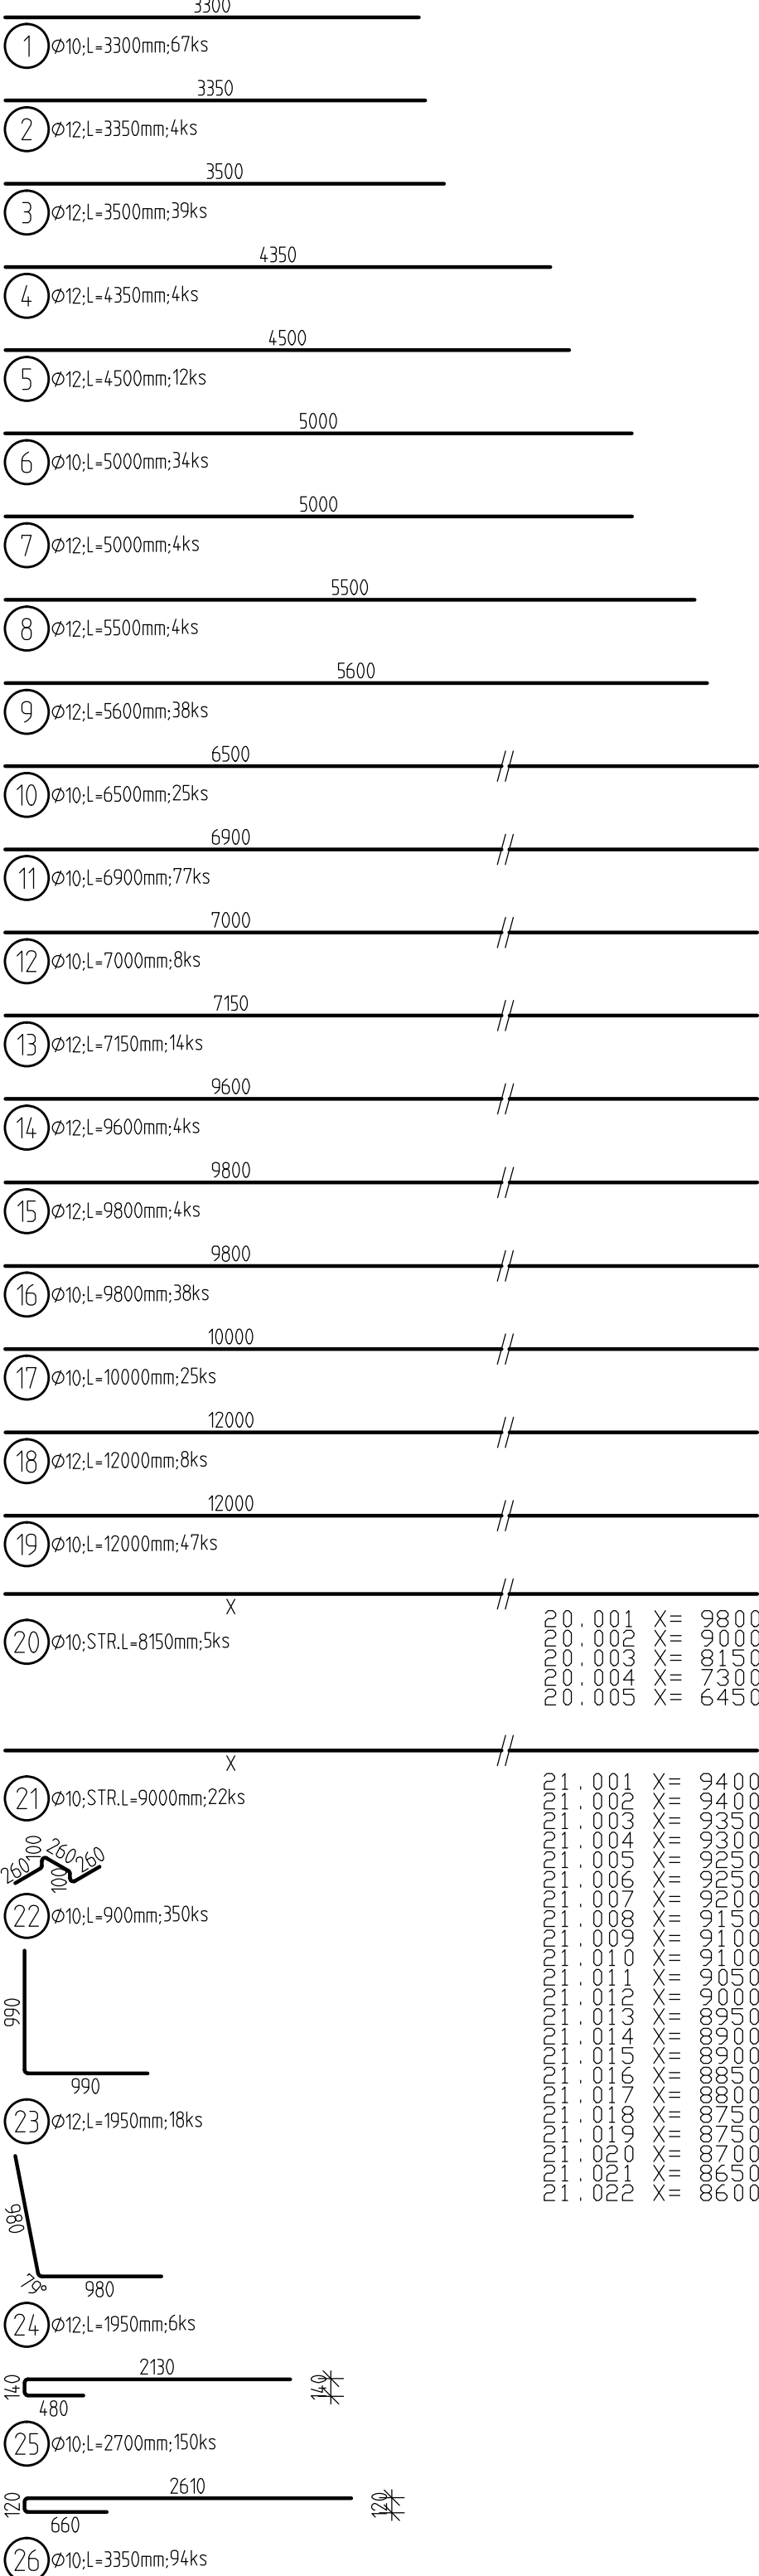 3300
1 Ø10;L=3300mm;67ks
3350
2 Ø12;L=3350mm;4ks
3500
3 Ø12;L=3500mm;39ks
4350
4 Ø12;L=4350mm;4ks
4500
5 Ø12;L=4500mm;12ks
5000
6 Ø10;L=5000mm;34ks
5000
7 Ø12;L=5000mm;4ks
5500
8 Ø12;L=5500mm;4ks
5600
9 Ø12;L=5600mm;38ks
6500
10 Ø10;L=6500mm;25ks
6900
11 Ø10;L=6900mm;77ks
7000
12 Ø10;L=7000mm;8ks
7150
13 Ø12;L=7150mm;14ks
9600
14 Ø12;L=9600mm;4ks
9800
15 Ø12;L=9800mm;4ks
9800
16 Ø10;L=9800mm;38ks
10000
17 Ø10;L=10000mm;25ks
12000
18 Ø12;L=12000mm;8ks
12000
19 Ø10;L=12000mm;47ks
X
20 Ø10;STR.L=8150mm;5ks
20.001 X= 9800
20.002 X= 9000
20.003 X= 8150
20.004 X= 7300
20.005 X= 6450
X
21 Ø10;STR.L=9000mm;22ks
21.001 X= 9400
21.002 X= 9400
21.003 X= 9350
21.004 X= 9300
21.005 X= 9250
21.006 X= 9250
21.007 X= 9200
21.008 X= 9150
21.009 X= 9100
21.010 X= 9100
21.011 X= 9050
21.012 X= 9000
21.013 X= 8950
21.014 X= 8900
21.015 X= 8900
21.016 X= 8850
21.017 X= 8800
21.018 X= 8750
21.019 X= 8750
21.020 X= 8700
21.021 X= 8650
21.022 X= 8600
260
100
260
100
260
22 Ø10;L=900mm;350ks
990
990
23 Ø12;L=1950mm;18ks
980
79°
980
24 Ø12;L=1950mm;6ks
2130
140
480
140
25 Ø10;L=2700mm;150ks
2610
120
660
120
26 Ø10;L=3350mm;94ks